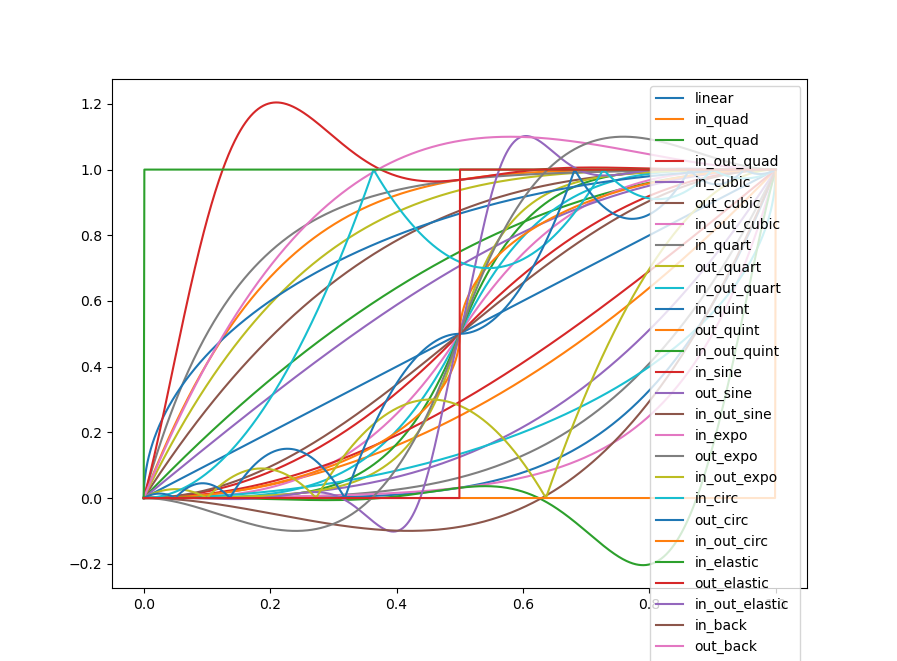 1.2
1.0
0.8
0.6
0.4
0.2
0.0
−0.2
0.0
0.2
0.4
0.6
linear
in_quad
out_quad
in_out_quad
in_cubic
out_cubic
in_out_cubic
in_quart
out_quart
in_out_quart
in_quint
out_quint
in_out_quint
in_sine
out_sine
in_out_sine
in_expo
out_expo
in_out_expo
in_circ
out_circ
in_out_circ
in_elastic
out_elastic
in_out_elastic
in_back
out_back